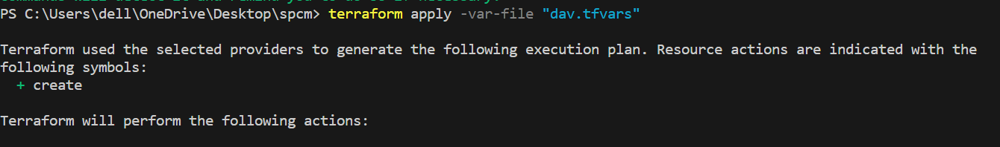 PS C:\Users\dell\OneDrive\Desktop\spcm> terraform apply -var-file "dav.tfvars"
Terraform used the selected providers to generate the following execution plan. Resource actions are indicated with the
following symbols:
+ create
Terraform will perform the following actions: